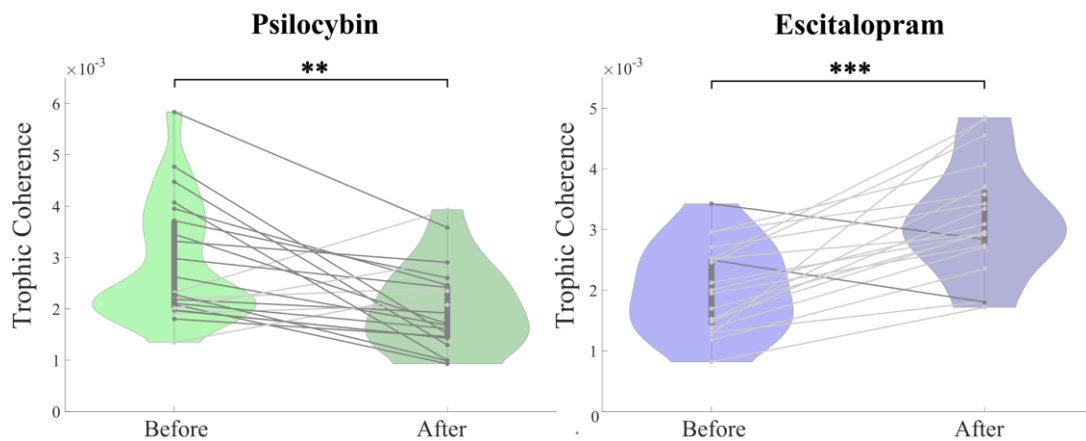 Psilocybin
×10⁻³
**
6
5
4
3
2
1
0
Trophic Coherence
Before
After
Escitalopram
×10⁻³
***
5
4
3
2
1
0
Trophic Coherence
Before
After